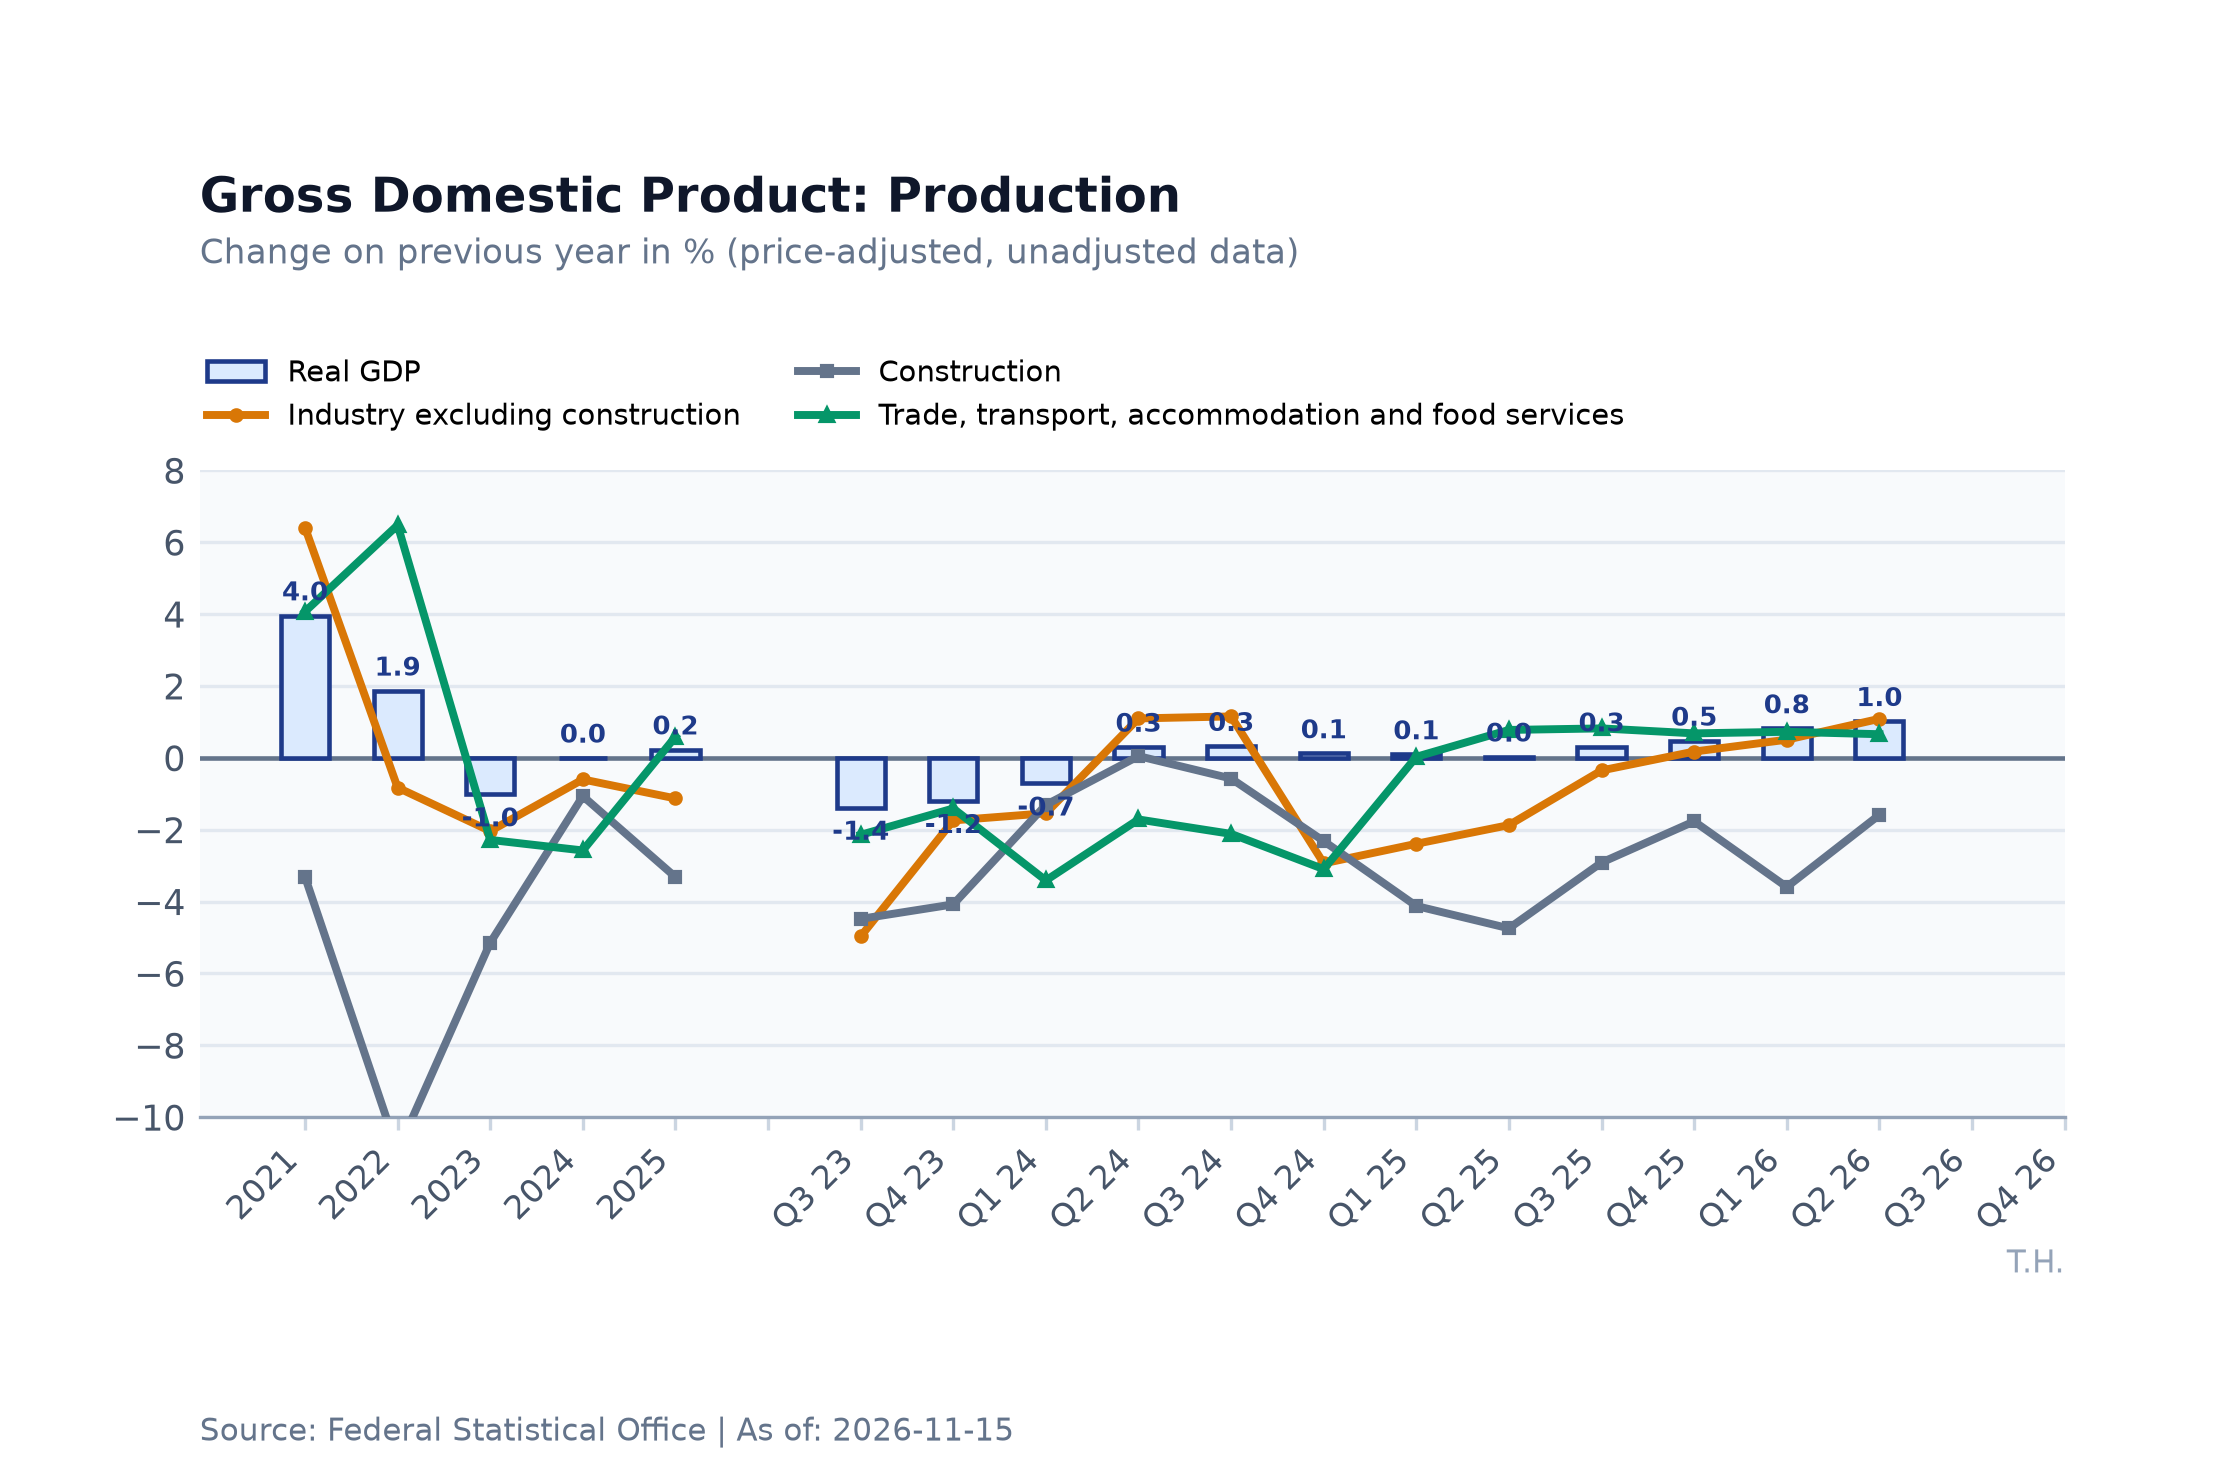 Gross Domestic Product: Production
Change on previous year in % (price-adjusted, unadjusted data)
Real GDP
Construction
Industry excluding construction
Trade, transport, accommodation and food services
8
6
4
2
0
−2
−4
−6
−8
−10
4.0
1.9
-1.0
0.0
0.2
-1.4
-1.2
-0.7
0.3
0.3
0.1
0.1
0.0
0.3
0.5
0.8
1.0
2021
2022
2023
2024
2025
Q3 23
Q4 23
Q1 24
Q2 24
Q3 24
Q4 24
Q1 25
Q2 25
Q3 25
Q4 25
Q1 26
Q2 26
Q3 26
Q4 26
T.H.
Source: Federal Statistical Office | As of: 2026-11-15